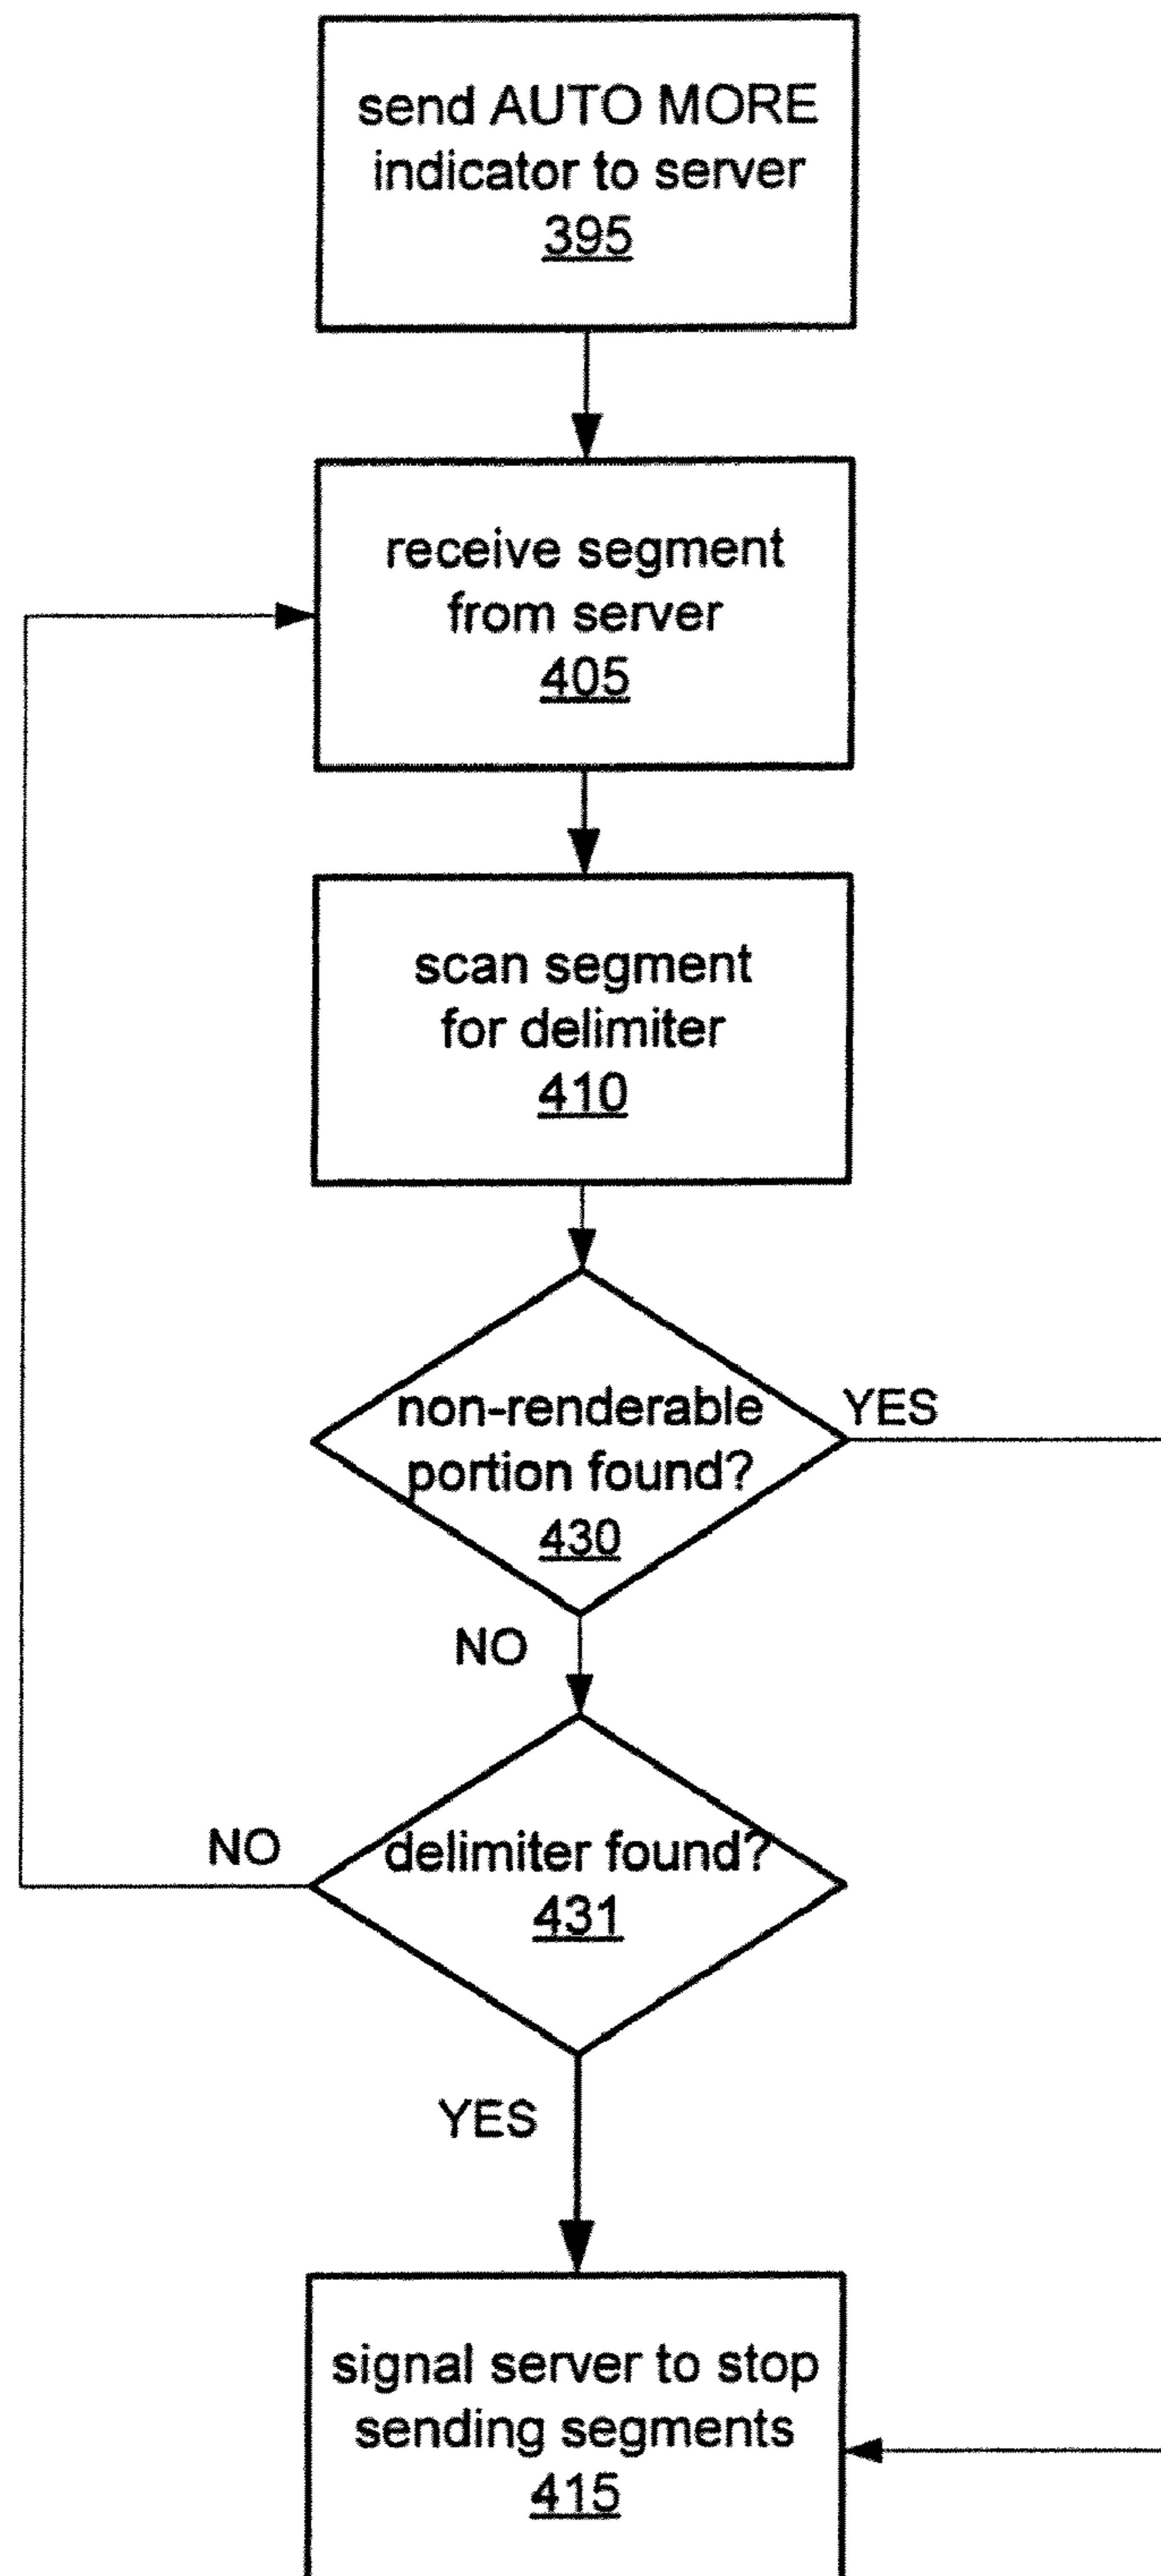 send AUTO MORE
indicator to server
395
receive segment
from server
405
scan segment
for delimiter
410
non-renderable
portion found?
430
YES
NO
delimiter found?
431
NO
YES
signal server to stop
sending segments
415